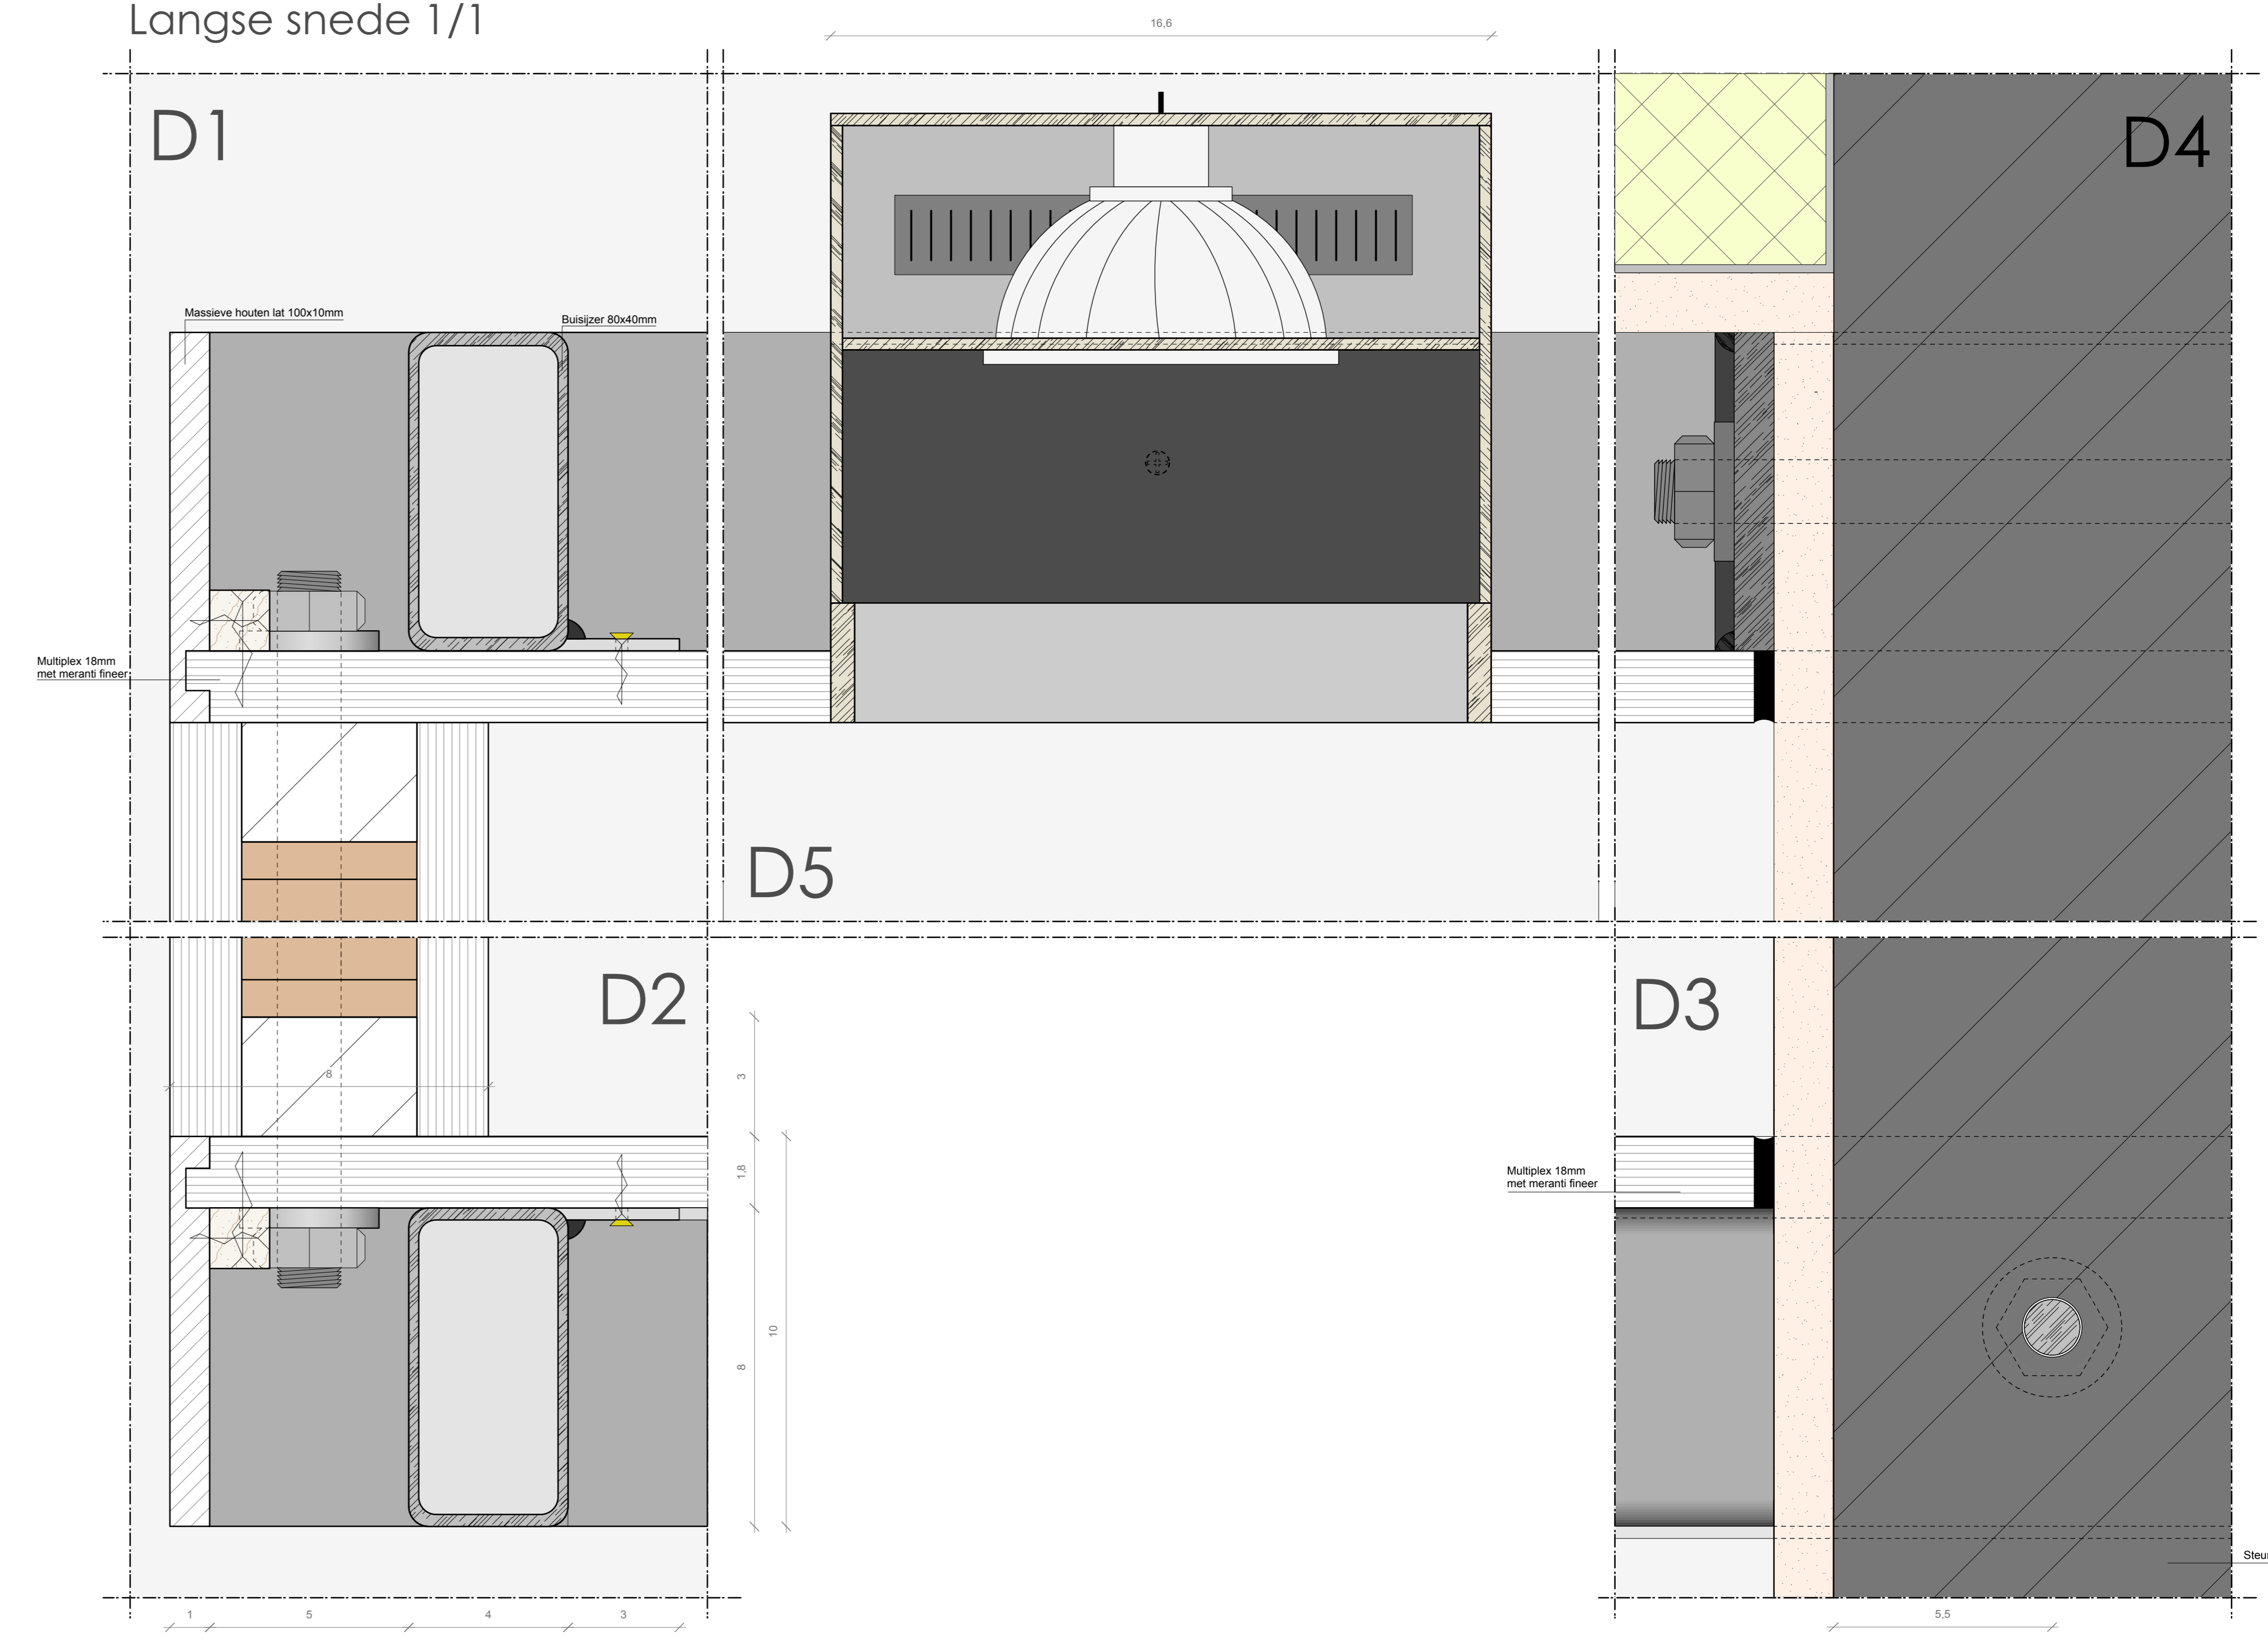 Langse snede 1/1
16,6
D1
D4
Massieve houten lat 100x10mm
Buisijzer 80x40mm
Multiplex 18mm
met meranti fineer
D5
D2
D3
8
3
1,8
10
8
Multiplex 18mm
met meranti fineer
1
5
4
3
5,5